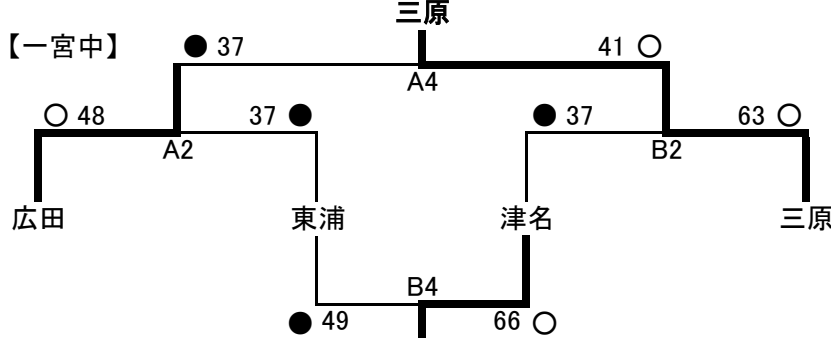 三原
【一宮中】
● 37
41 ○
A4
○ 48
37 ●
● 37
63 ○
A2
B2
広田
東浦
津名
三原
B4
● 49
66 ○